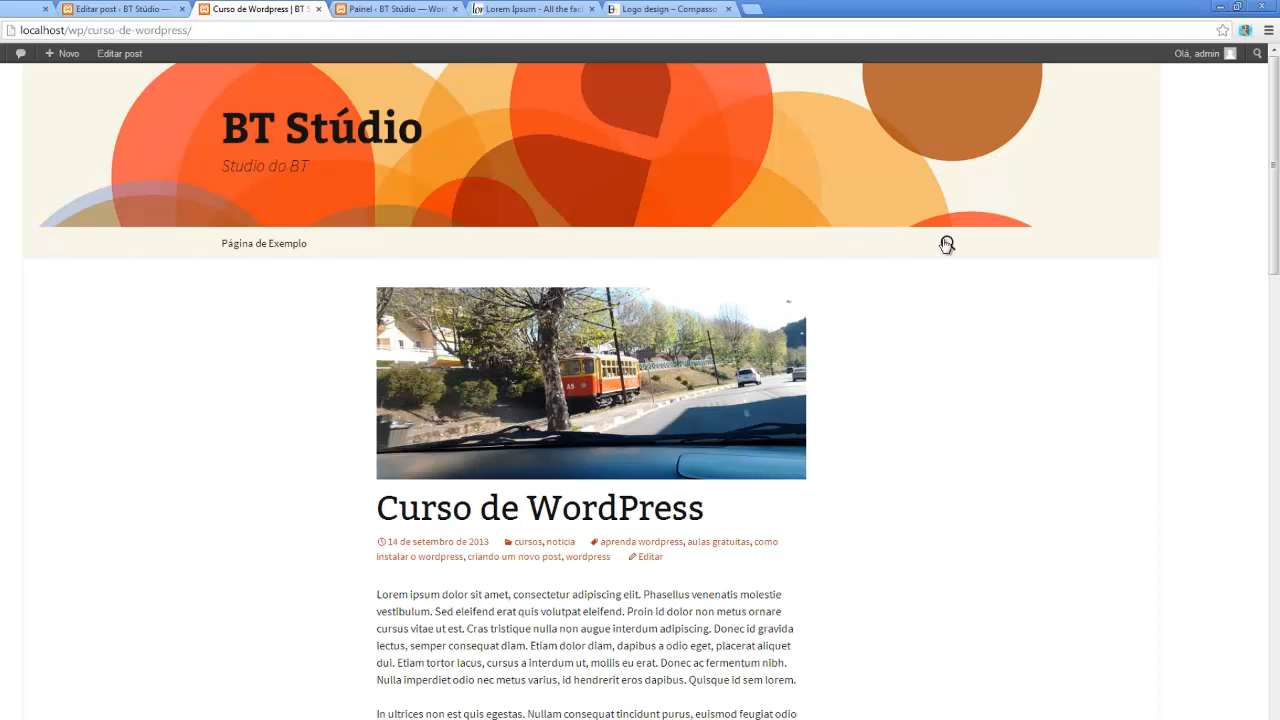 Editar post ‹ BT Stúdio — Curso de Wordpress | BT S Painel ‹ BT Stúdio — Wor Lorem Ipsum - All the fac Logo design – Compasso
localhost/wp/curso-de-wordpress/
Novo Editar post Olá, admin
BT Stúdio
Studio do BT
Página de Exemplo
AS
Curso de WordPress
14 de setembro de 2013 cursos, noticia aprenda wordpress, aulas gratuitas, como
instalar o wordpress, criando um novo post, wordpress Editar
Lorem ipsum dolor sit amet, consectetur adipiscing elit. Phasellus venenatis molestie
vestibulum. Sed eleifend erat quis volutpat eleifend. Proin id dolor non metus ornare
cursus vitae ut est. Cras tristique nulla non augue interdum adipiscing. Donec id gravida
lectus, semper consequat diam. Etiam dolor diam, dapibus a odio eget, placerat aliquet
dui. Etiam tortor lacus, cursus a interdum ut, mollis eu erat. Donec ac fermentum nibh.
Nulla imperdiet odio nec metus varius, id hendrerit eros dapibus. Quisque id sem lorem.
In ultrices non est quis egestas. Nullam consequat tincidunt purus, euismod feugiat odio